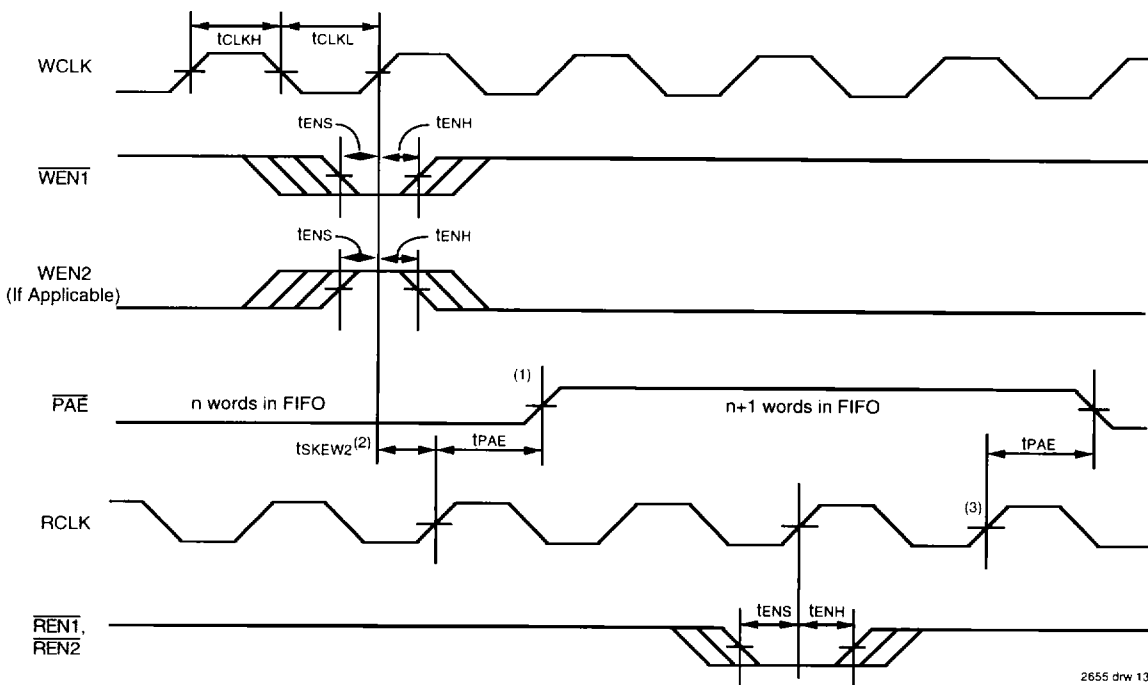 tCLKH tCLKL
WCLK
tENS tENH
WEN1
tENS tENH
WEN2
(If Applicable)
(1)
PAE n words in FIFO n+1 words in FIFO
tSKEW2(2) tPAE tPAE
RCLK (3)
tENS tENH
REN1,
REN2
2655 drw 13